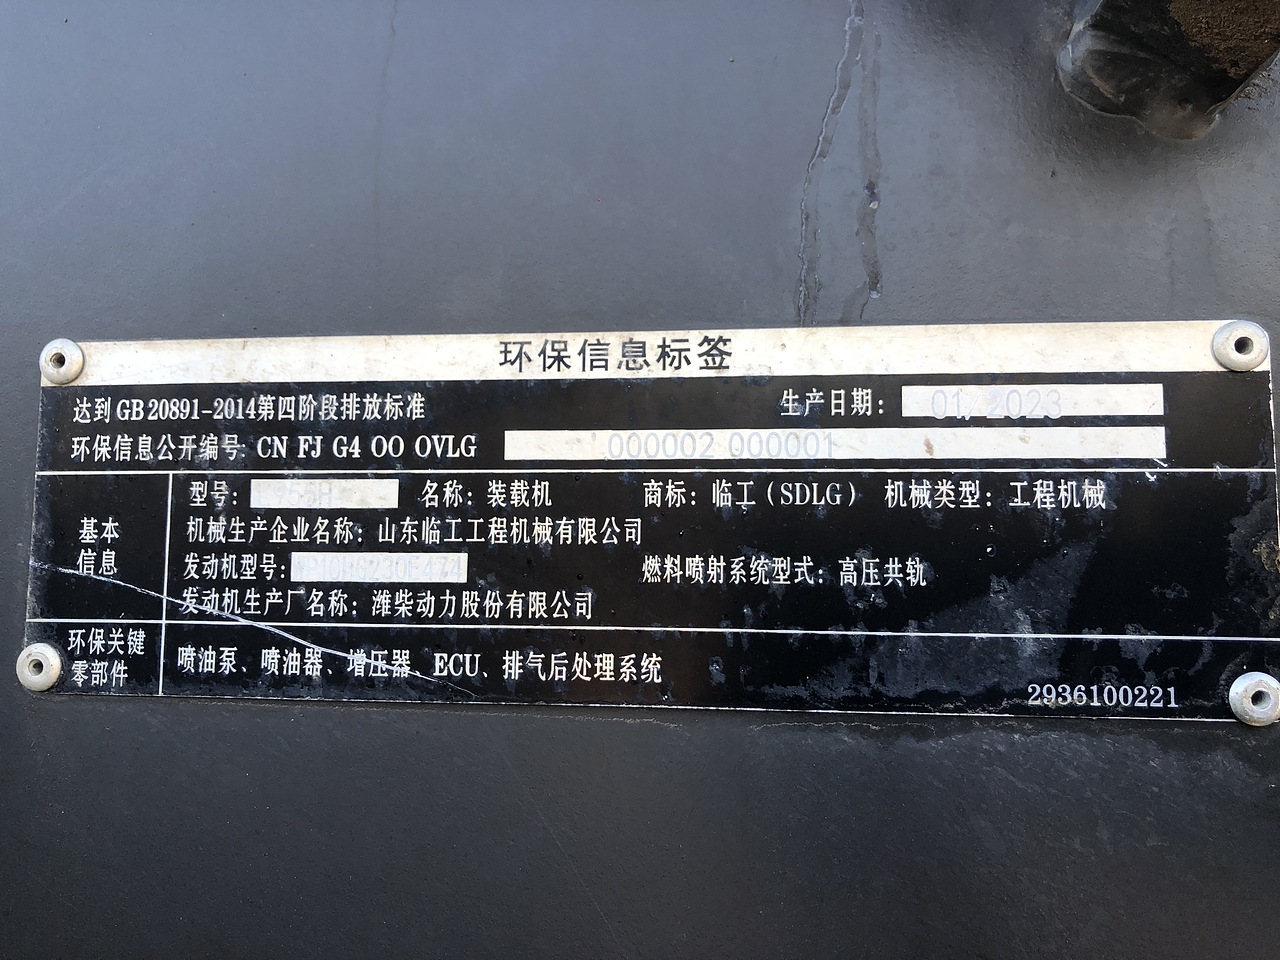 环保信息标签
达到GB 20891-2014第四阶段排放标准 生产日期: 01/2023
环保信息公开编号: CN FJ G4 OO OVLG 000002 000001
型号: 名称: 装载机 商标: 临工(SDLG) 机械类型: 工程机械
基本信息
机械生产企业名称: 山东临工工程机械有限公司
发动机型号: 燃料喷射系统型式: 高压共轨
发动机生产厂名称: 潍柴动力股份有限公司
环保关键零部件
喷油泵、喷油器、增压器、ECU、排气后处理系统
2936100221